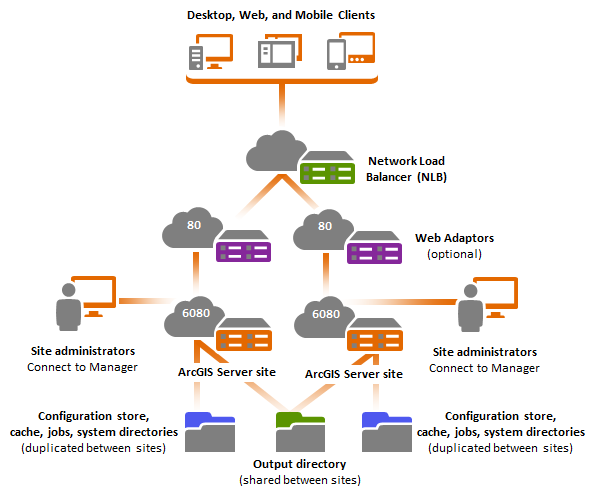 Desktop, Web, and Mobile Clients
Network Load
Balancer (NLB)
80
80
Web Adaptors
(optional)
6080
6080
Site administrators
Connect to Manager
Site administrators
Connect to Manager
ArcGIS Server site
ArcGIS Server site
Configuration store,
cache, jobs, system directories
(duplicated between sites)
Output directory
(shared between sites)
Configuration store,
cache, jobs, system directories
(duplicated between sites)